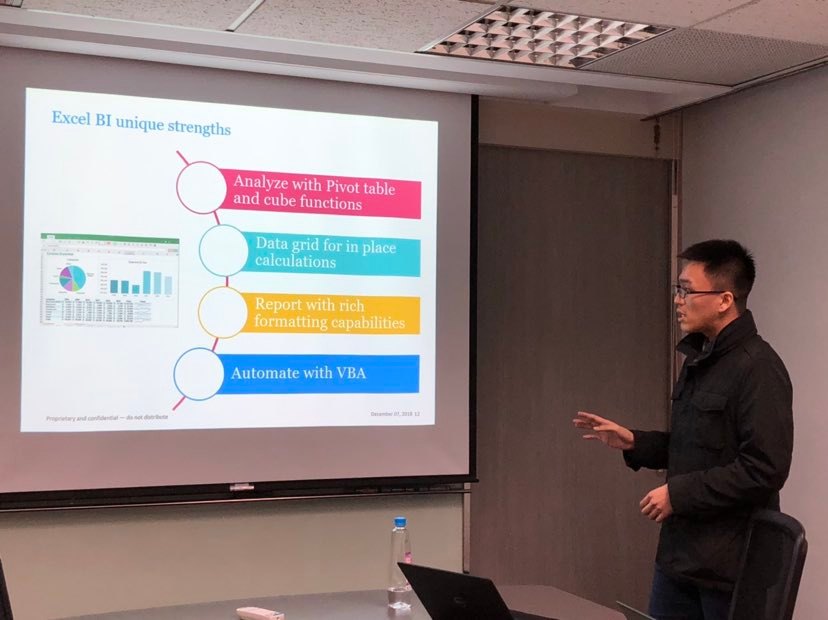 Excel BI unique strengths
Analyze with Pivot table
and cube functions
Data grid for in place
calculations
Report with rich
formatting capabilities
Automate with VBA
Proprietary and confidential — do not distribute
December 07, 2018 12